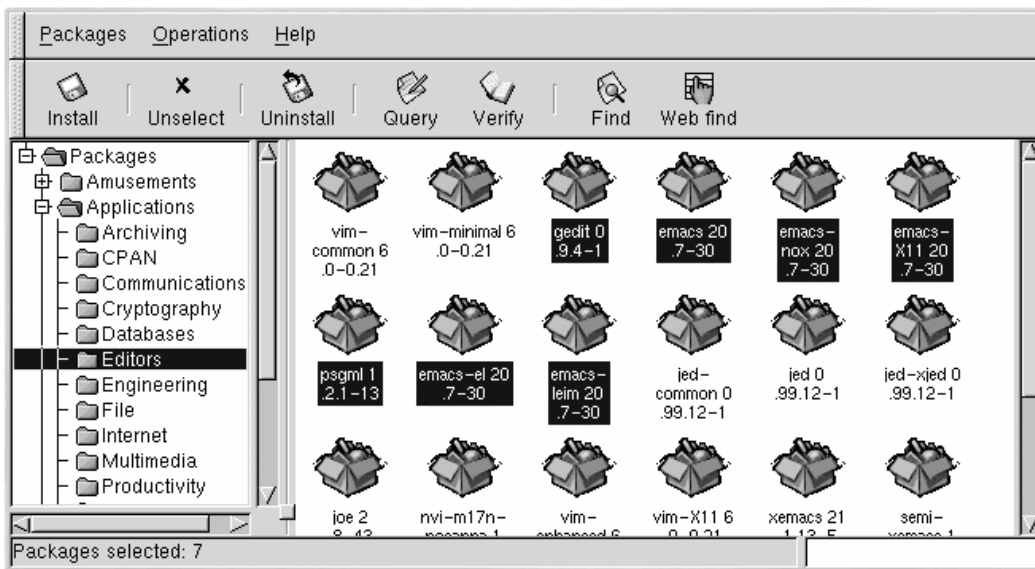 Packages Operations Help
Install Unselect Uninstall Query Verify Find Web find
Packages
Amusements
Applications
Archiving
CPAN
Communications
Cryptography
Databases
Editors
Engineering
File
Internet
Multimedia
Productivity
vim-
common 6
.0-0.21
vim-minimal 6
.0-0.21
gedit 0
.9.4-1
emacs 20
.7-30
emacs-
nox 20
.7-30
emacs-
X11 20
.7-30
psgml 1
.2.1-13
emacs-el 20
.7-30
emacs-
leim 20
.7-30
jed-
common 0
.99.12-1
jed 0
.99.12-1
jed-xjed 0
.99.12-1
joe 2
nvi-m17n-
vim-
vim-X11 6
xemacs 21
semi-
Packages selected: 7